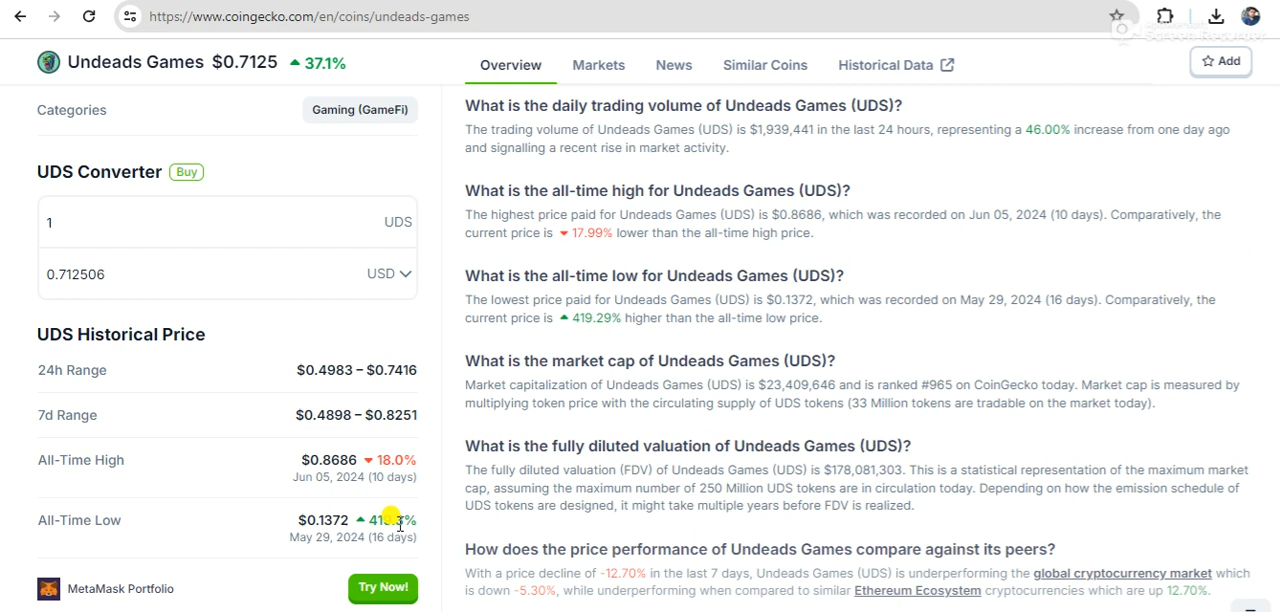 https://www.coingecko.com/en/coins/undeads-games
Undeads Games $0.7125 ▲ 37.1%
Overview Markets News Similar Coins Historical Data
Add
Categories Gaming (GameFi)
UDS Converter Buy
1 UDS
0.712506 USD
UDS Historical Price
24h Range $0.4983 – $0.7416
7d Range $0.4898 – $0.8251
All-Time High $0.8686 ▼ 18.0%
Jun 05, 2024 (10 days)
All-Time Low $0.1372 ▲
May 29, 2024 (16 days)
MetaMask Portfolio Try Now!
What is the daily trading volume of Undeads Games (UDS)?
The trading volume of Undeads Games (UDS) is $1,939,441 in the last 24 hours, representing a 46.00% increase from one day ago
and signalling a recent rise in market activity.
What is the all-time high for Undeads Games (UDS)?
The highest price paid for Undeads Games (UDS) is $0.8686, which was recorded on Jun 05, 2024 (10 days). Comparatively, the
current price is ▼ 17.99% lower than the all-time high price.
What is the all-time low for Undeads Games (UDS)?
The lowest price paid for Undeads Games (UDS) is $0.1372, which was recorded on May 29, 2024 (16 days). Comparatively, the
current price is ▲ 419.29% higher than the all-time low price.
What is the market cap of Undeads Games (UDS)?
Market capitalization of Undeads Games (UDS) is $23,409,646 and is ranked #965 on CoinGecko today. Market cap is measured by
multiplying token price with the circulating supply of UDS tokens (33 Million tokens are tradable on the market today).
What is the fully diluted valuation of Undeads Games (UDS)?
The fully diluted valuation (FDV) of Undeads Games (UDS) is $178,081,303. This is a statistical representation of the maximum market
cap, assuming the maximum number of 250 Million UDS tokens are in circulation today. Depending on how the emission schedule of
UDS tokens are designed, it might take multiple years before FDV is realized.
How does the price performance of Undeads Games compare against its peers?
With a price decline of -12.70% in the last 7 days, Undeads Games (UDS) is underperforming the global cryptocurrency market which
is down -5.30%, while underperforming when compared to similar Ethereum Ecosystem cryptocurrencies which are up 12.70%.